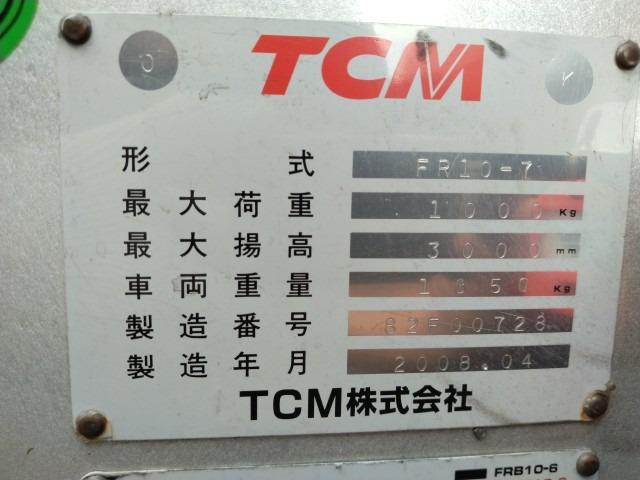 TCM
形式 FR10-7
最大荷重 1000 Kg
最大揚高 3000 mm
車両重量 1650 Kg
製造番号 82F00728
製造年月 2008.04
TCM株式会社
FRB10-6